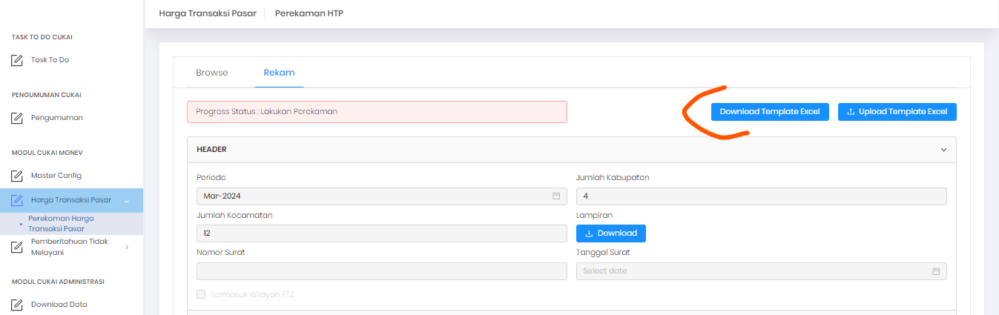 Harga Transaksi Pasar
Perekaman HTP
TASK TO DO CUKAI
Task To Do
PENGUMUMAN CUKAI
Pengumuman
MODUL CUKAI MONEV
Master Config
Harga Transaksi Pasar
Perekaman Harga
Transaksi Pasar
Pemberitahuan Tidak
Melayani
MODUL CUKAI ADMINISTRASI
Download Data
Browse
Rekam
Progress Status : Lakukan Perekaman
Download Template Excel
Upload Template Excel
HEADER
Periode
Mar-2024
Jumlah Kabupaten
4
Jumlah Kecamatan
12
Lampiran
Download
Nomor Surat
Tanggal Surat
Select date
Termasuk Wilayah FTZ